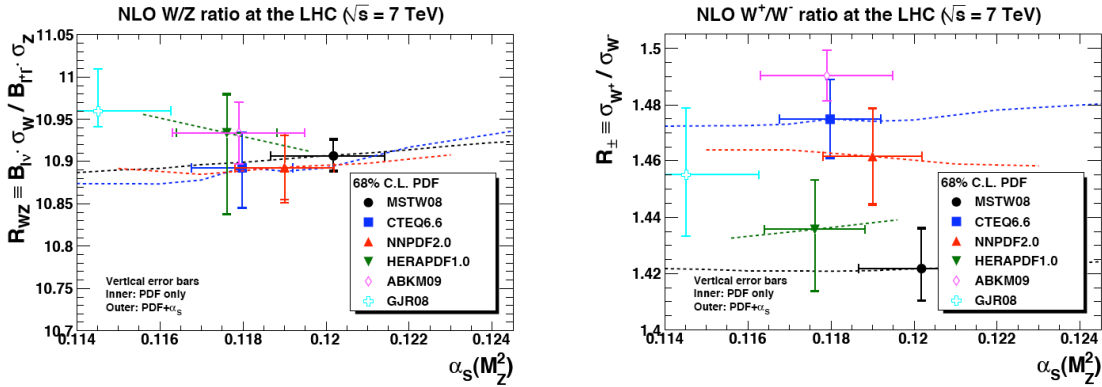 NLO W/Z ratio at the LHC (√s = 7 TeV)
R_WZ ≡ B_lν · σ_W / B_l⁺l⁻ · σ_Z
11.05
11
10.95
10.9
10.85
10.8
10.75
10.7
68% C.L. PDF
MSTW08
CTEQ6.6
NNPDF2.0
HERAPDF1.0
ABKM09
GJR08
Vertical error bars
Inner: PDF only
Outer: PDF+α_S
0.114 0.116 0.118 0.12 0.122 0.124
α_S(M_Z²)
NLO W⁺/W⁻ ratio at the LHC (√s = 7 TeV)
R_± ≡ σ_W⁺ / σ_W⁻
1.5
1.48
1.46
1.44
1.42
1.4
68% C.L. PDF
MSTW08
CTEQ6.6
NNPDF2.0
HERAPDF1.0
ABKM09
GJR08
Vertical error bars
Inner: PDF only
Outer: PDF+α_S
0.114 0.116 0.118 0.12 0.122 0.124
α_S(M_Z²)